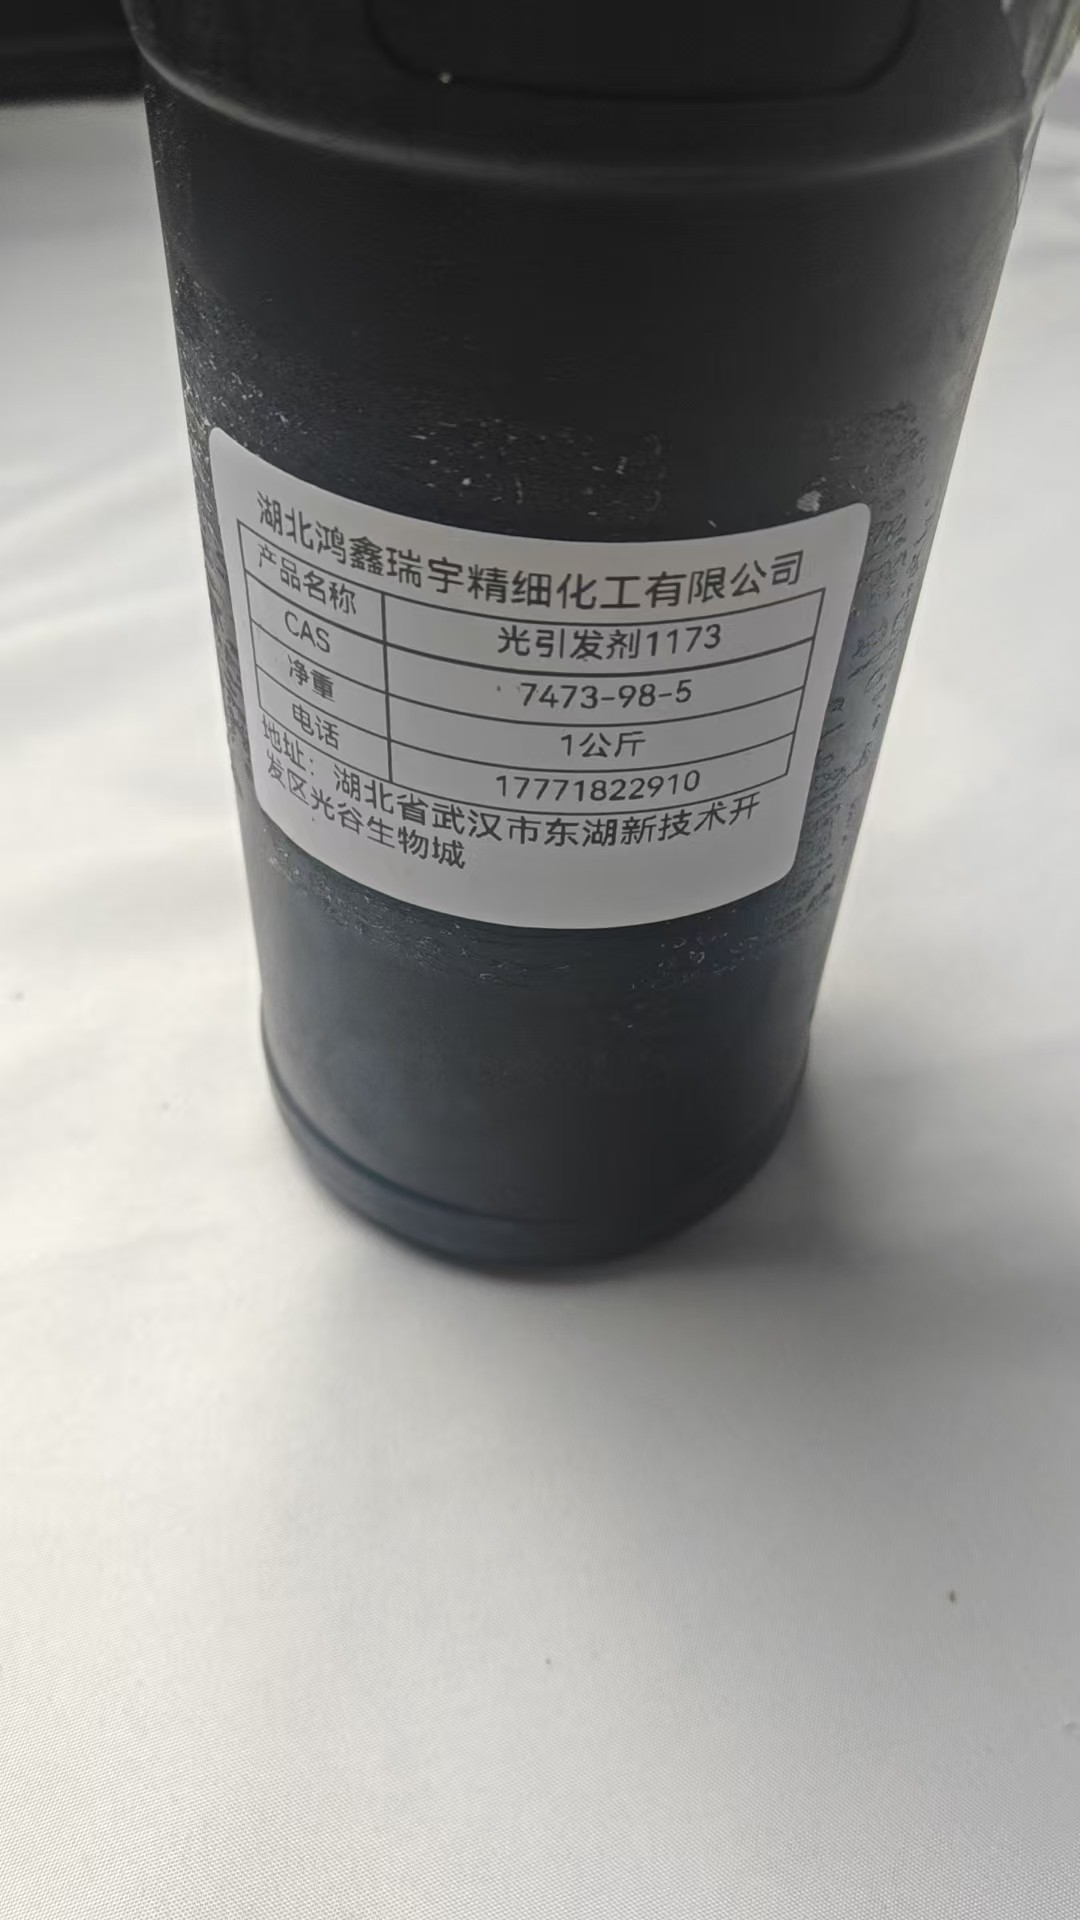 湖北鸿鑫瑞宇精细化工有限公司
产品名称 光引发剂1173
CAS 7473-98-5
净重 1公斤
电话 17771822910
地址：湖北省武汉市东湖新技术开
发区光谷生物城